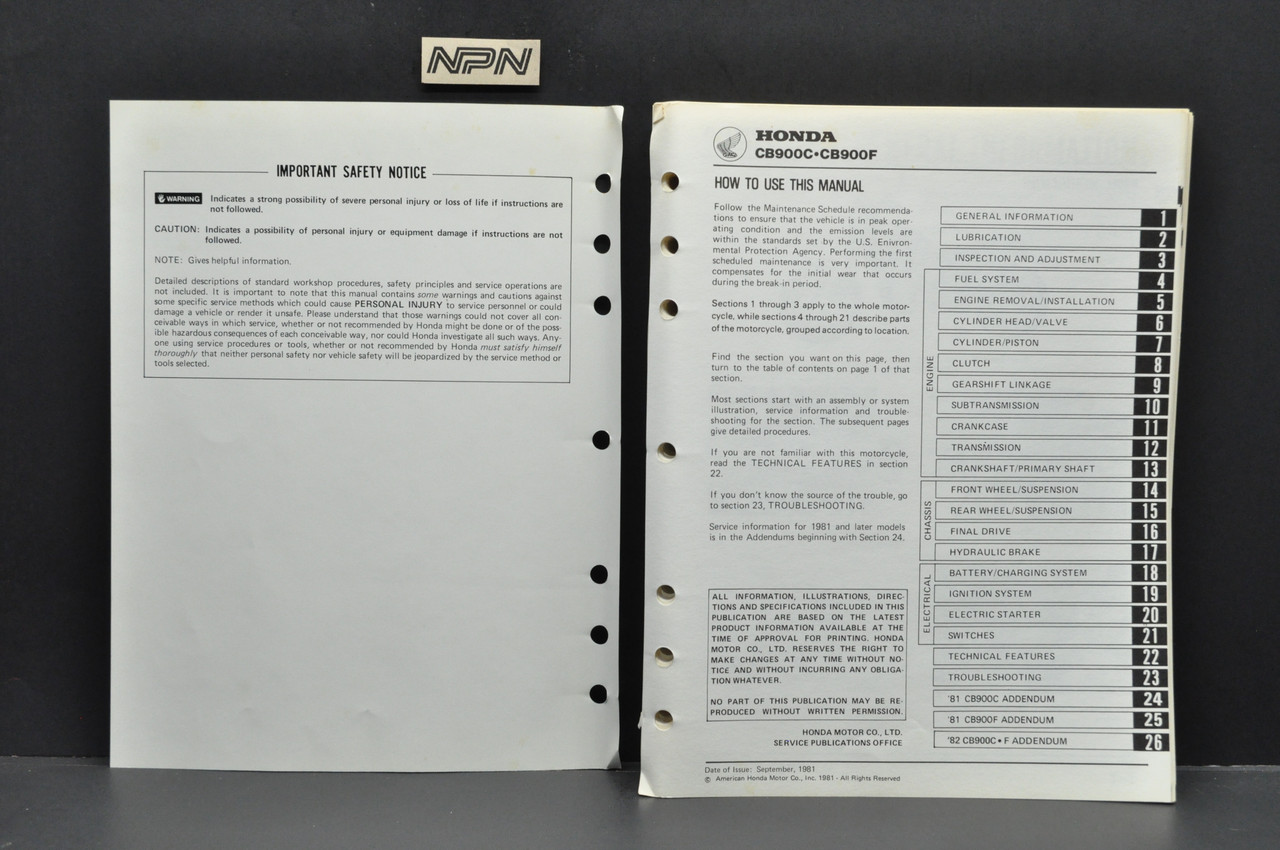 NPN
IMPORTANT SAFETY NOTICE
WARNING Indicates a strong possibility of severe personal injury or loss of life if instructions are
not followed.
CAUTION: Indicates a possibility of personal injury or equipment damage if instructions are not
followed.
NOTE: Gives helpful information.
Detailed descriptions of standard workshop procedures, safety principles and service operations are
not included. It is important to note that this manual contains some warnings and cautions against
some specific service methods which could cause PERSONAL INJURY to service personnel or could
damage a vehicle or render it unsafe. Please understand that those warnings could not cover all con-
ceivable ways in which service, whether or not recommended by Honda might be done or of the poss-
ible hazardous consequences of each conceivable way, nor could Honda investigate all such ways. Any-
one using service procedures or tools, whether or not recommended by Honda must satisfy himself
thoroughly that neither personal safety nor vehicle safety will be jeopardized by the service method or
tools selected.
HONDA
CB900C•CB900F
HOW TO USE THIS MANUAL
Follow the Maintenance Schedule recommenda-
tions to ensure that the vehicle is in peak oper-
ating condition and the emission levels are
within the standards set by the U.S. Enivron-
mental Protection Agency. Performing the first
scheduled maintenance is very important. It
compensates for the initial wear that occurs
during the break-in period.
Sections 1 through 3 apply to the whole motor-
cycle, while sections 4 through 21 describe parts
of the motorcycle, grouped according to location.
Find the section you want on this page, then
turn to the table of contents on page 1 of that
section.
Most sections start with an assembly or system
illustration, service information and trouble-
shooting for the section. The subsequent pages
give detailed procedures.
If you are not familiar with this motorcycle,
read the TECHNICAL FEATURES in section
22.
If you don't know the source of the trouble, go
to section 23, TROUBLESHOOTING.
Service information for 1981 and later models
is in the Addendums beginning with Section 24.
ALL INFORMATION, ILLUSTRATIONS, DIREC-
TIONS AND SPECIFICATIONS INCLUDED IN THIS
PUBLICATION ARE BASED ON THE LATEST
PRODUCT INFORMATION AVAILABLE AT THE
TIME OF APPROVAL FOR PRINTING. HONDA
MOTOR CO., LTD. RESERVES THE RIGHT TO
MAKE CHANGES AT ANY TIME WITHOUT NO-
TICE AND WITHOUT INCURRING ANY OBLIGA-
TION WHATEVER.
NO PART OF THIS PUBLICATION MAY BE RE-
PRODUCED WITHOUT WRITTEN PERMISSION.
HONDA MOTOR CO., LTD.
SERVICE PUBLICATIONS OFFICE
GENERAL INFORMATION 1
LUBRICATION 2
INSPECTION AND ADJUSTMENT 3
ENGINE
FUEL SYSTEM 4
ENGINE REMOVAL/INSTALLATION 5
CYLINDER HEAD/VALVE 6
CYLINDER/PISTON 7
CLUTCH 8
GEARSHIFT LINKAGE 9
SUBTRANSMISSION 10
CRANKCASE 11
TRANSMISSION 12
CRANKSHAFT/PRIMARY SHAFT 13
CHASSIS
FRONT WHEEL/SUSPENSION 14
REAR WHEEL/SUSPENSION 15
FINAL DRIVE 16
HYDRAULIC BRAKE 17
ELECTRICAL
BATTERY/CHARGING SYSTEM 18
IGNITION SYSTEM 19
ELECTRIC STARTER 20
SWITCHES 21
TECHNICAL FEATURES 22
TROUBLESHOOTING 23
'81 CB900C ADDENDUM 24
'81 CB900F ADDENDUM 25
'82 CB900C•F ADDENDUM 26
Date of Issue: September, 1981
© American Honda Motor Co., Inc. 1981 - All Rights Reserved